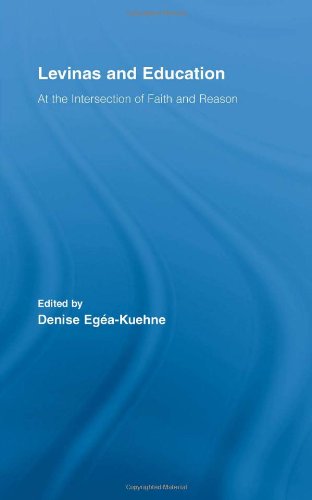 Levinas and Education
At the Intersection of Faith and Reason
Edited by
Denise Egéa-Kuehne